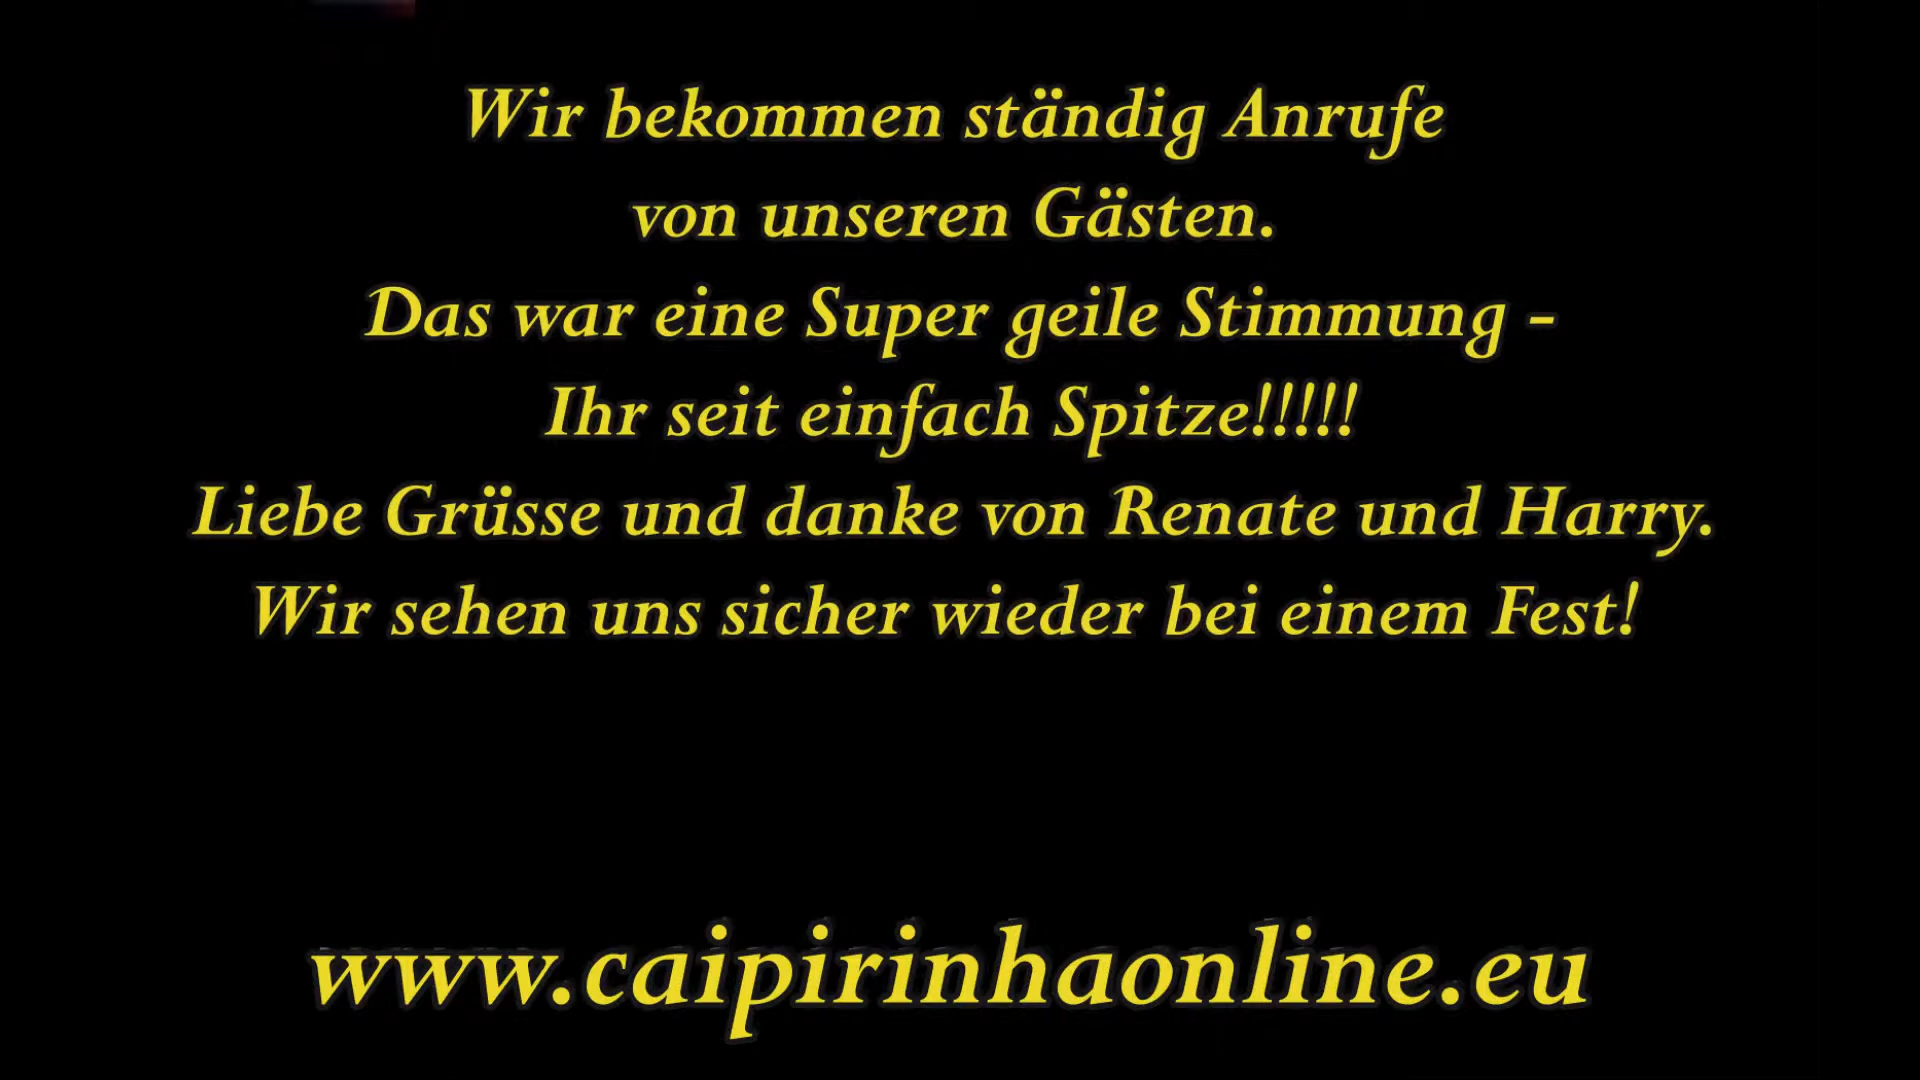 Wir bekommen ständig Anrufe
von unseren Gästen.
Das war eine Super geile Stimmung -
Ihr seit einfach Spitze!!!!!
Liebe Grüsse und danke von Renate und Harry.
Wir sehen uns sicher wieder bei einem Fest!
www.caipirinhaonline.eu